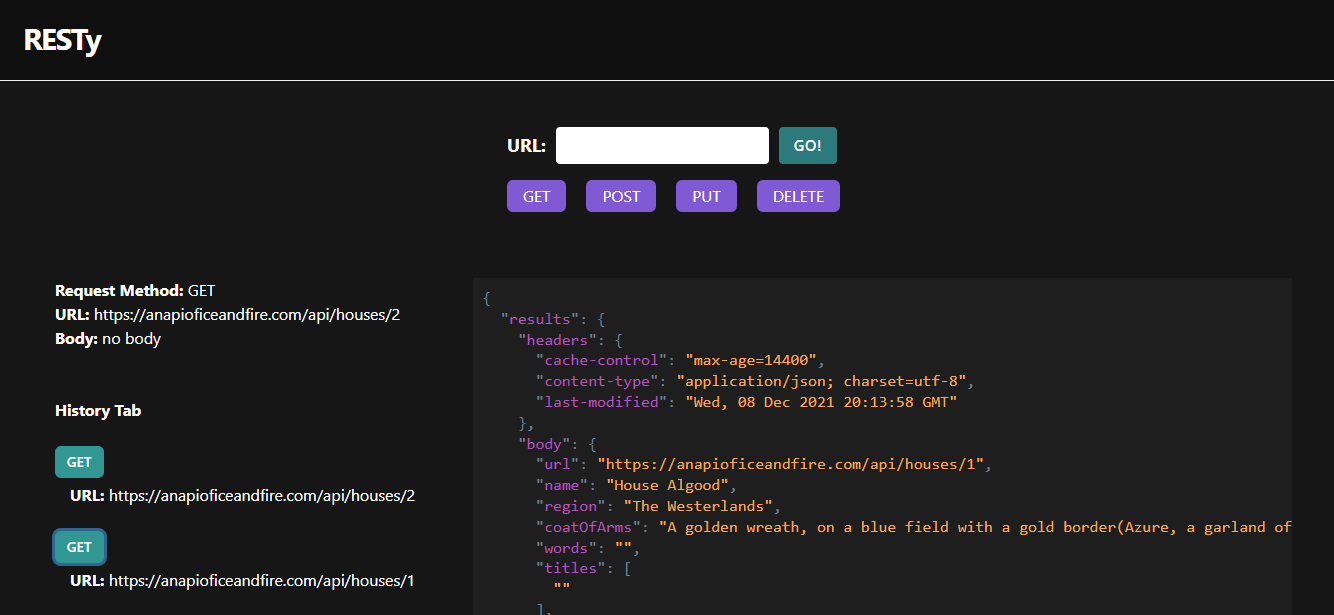 RESTy
URL:
GO!
GET POST PUT DELETE
Request Method: GET
URL: https://anapioficeandfire.com/api/houses/2
Body: no body
History Tab
GET
URL: https://anapioficeandfire.com/api/houses/2
GET
URL: https://anapioficeandfire.com/api/houses/1
{
"results": {
"headers": {
"cache-control": "max-age=14400",
"content-type": "application/json; charset=utf-8",
"last-modified": "Wed, 08 Dec 2021 20:13:58 GMT"
},
"body": {
"url": "https://anapioficeandfire.com/api/houses/1",
"name": "House Algood",
"region": "The Westerlands",
"coatOfArms": "A golden wreath, on a blue field with a gold border(Azure, a garland of
"words": "",
"titles": [
""
],